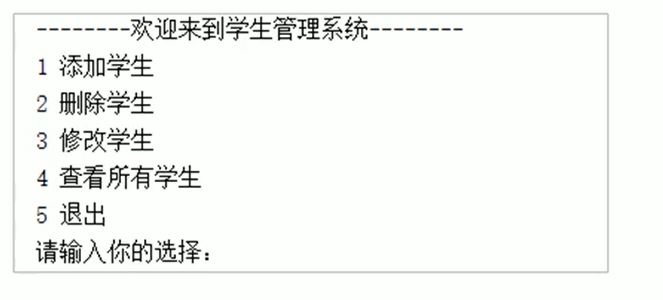 --------欢迎来到学生管理系统--------
1 添加学生
2 删除学生
3 修改学生
4 查看所有学生
5 退出
请输入你的选择：